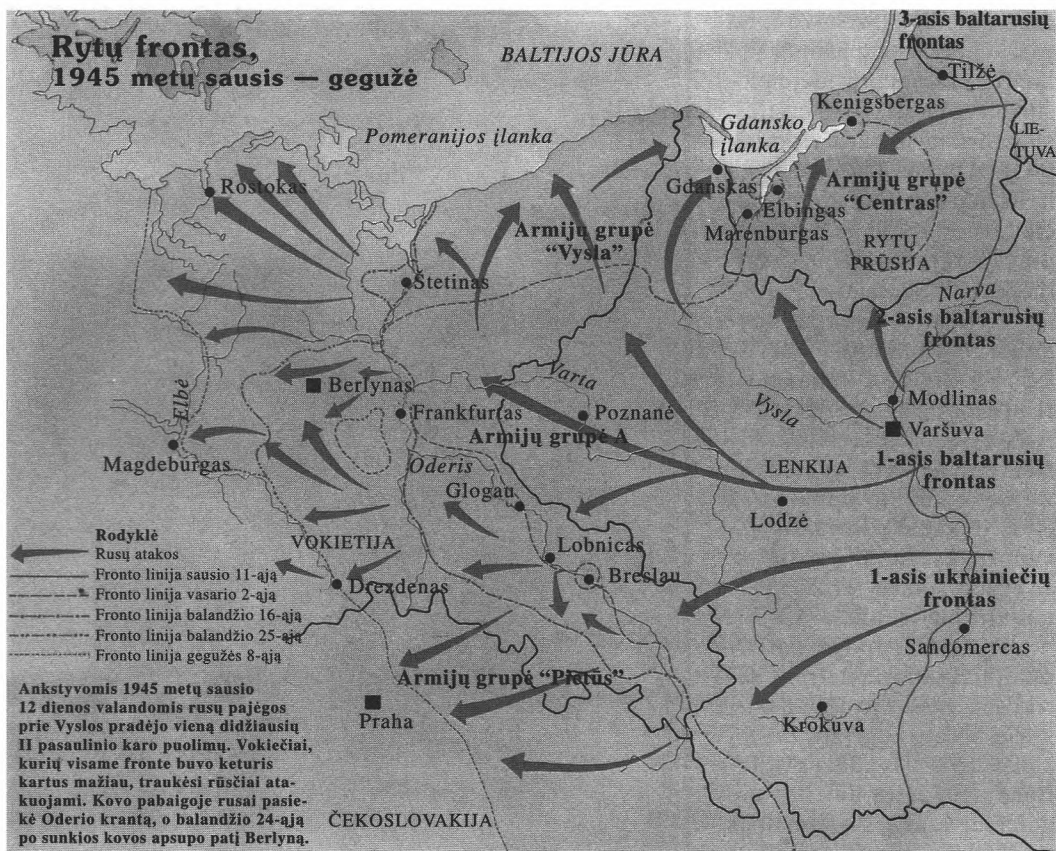 Rytų frontas,
1945 metų sausis — gegužė
BALTIJOS JŪRA
3-asis baltarusių
frontas
Tilžė
Kenigsbergas
Pomeranijos įlanka
Gdansko
įlanka
LIE-
TUVA
Rostokas
Gdanskas
Armijų grupė
"Centras"
Elbingas
Marenburgas
Armijų grupė
"Vysla"
RYTŲ
PRŪSIJA
Štetinas
Narva
2-asis baltarusių
frontas
Elbė
Berlynas
Varta
Vysla
Modlinas
Frankfurtas
Poznanė
Varšuva
Armijų grupė A
Magdeburgas
Oderis
LENKIJA
1-asis baltarusių
frontas
Glogau
Lodzė
Rodyklė
Rusų atakos
Fronto linija sausio 11-ąją
Fronto linija vasario 2-ąją
Fronto linija balandžio 16-ąją
Fronto linija balandžio 25-ąją
Fronto linija gegužės 8-ąją
VOKIETIJA
Lobnicas
Drezdenas
Breslau
1-asis ukrainiečių
frontas
Sandomercas
Armijų grupė "Pietūs"
Praha
Krokuva
Ankstyvomis 1945 metų sausio
12 dienos valandomis rusų pajėgos
prie Vyslos pradėjo vieną didžiausių
II pasaulinio karo puolimų. Vokiečiai,
kurių visame fronte buvo keturis
kartus mažiau, traukėsi rūsčiai ata-
kuojami. Kovo pabaigoje rusai pasie-
kė Oderio krantą, o balandžio 24-ąją
po sunkios kovos apsupo patį Berlyną.
ČEKOSLOVAKIJA